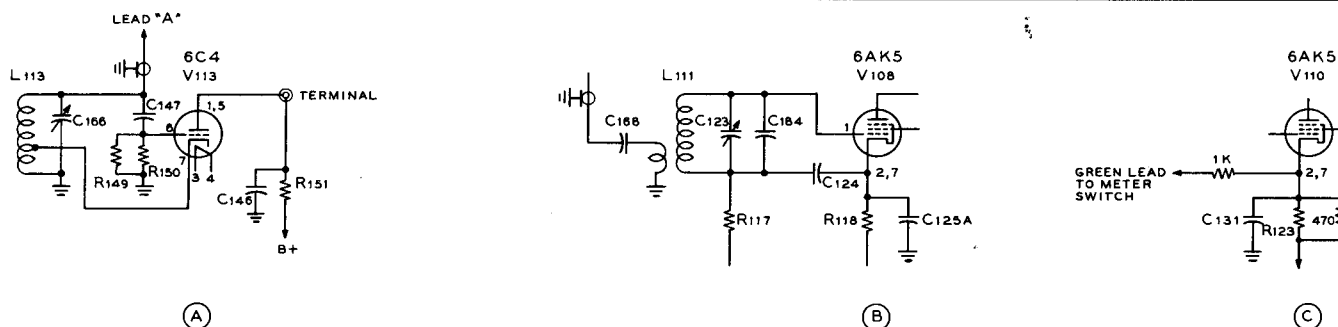 LEAD "A"
6C4
V113
L113
C166
C147
1,5
TERMINAL
6
7
3 4
R149
R150
C146
R151
B+
A
6AK5
V108
L111
C168
C123
C184
1
C124
2,7
R117
R118
C125A
B
6AK5
V110
1K
GREEN LEAD
TO METER
SWITCH
2,7
C131
R123
470
C